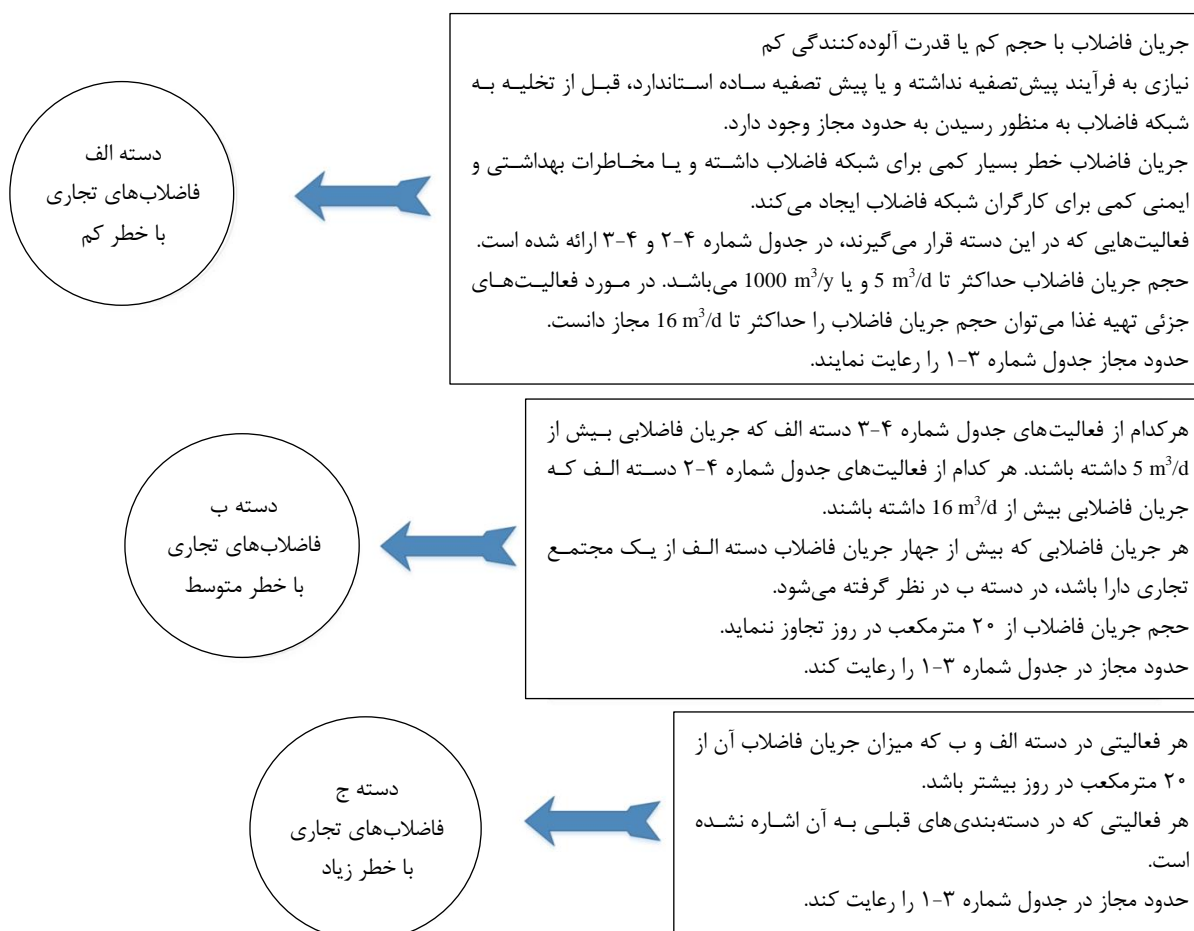 جریان فاضلاب با حجم کم یا قدرت آلوده‌کنندگی کم
نیازی به فرآیند پیش‌تصفیه نداشته و یا پیش تصفیه ساده استاندارد، قبل از تخلیه به
شبکه فاضلاب به منظور رسیدن به حدود مجاز وجود دارد.
جریان فاضلاب خطر بسیار کمی برای شبکه فاضلاب داشته و یا مخاطرات بهداشتی و
ایمنی کمی برای کارگران شبکه فاضلاب ایجاد می‌کند.
فعالیت‌هایی که در این دسته قرار می‌گیرند، در جدول شماره ۴-۲ و ۴-۳ ارائه شده است.
حجم جریان فاضلاب حداکثر تا 5 m³/d و یا 1000 m³/y می‌باشد. در مورد فعالیت‌های
جزئی تهیه غذا می‌توان حجم جریان فاضلاب را حداکثر تا 16 m³/d مجاز دانست.
حدود مجاز جدول شماره ۳-۱ را رعایت نمایند.
دسته الف
فاضلاب‌های تجاری
با خطر کم
هرکدام از فعالیت‌های جدول شماره ۴-۳ دسته الف که جریان فاضلابی بیش از
5 m³/d داشته باشند. هر کدام از فعالیت‌های جدول شماره ۴-۲ دسته الف که
جریان فاضلابی بیش از 16 m³/d داشته باشند.
هر جریان فاضلابی که بیش از جهار جریان فاضلاب دسته الف از یک مجتمع
تجاری دارا باشد، در دسته ب در نظر گرفته می‌شود.
حجم جریان فاضلاب از ۲۰ مترمکعب در روز تجاوز ننماید.
حدود مجاز در جدول شماره ۳-۱ را رعایت کند.
دسته ب
فاضلاب‌های تجاری
با خطر متوسط
هر فعالیتی در دسته الف و ب که میزان جریان فاضلاب آن از
۲۰ مترمکعب در روز بیشتر باشد.
هر فعالیتی که در دسته‌بندی‌های قبلی به آن اشاره نشده
است.
حدود مجاز در جدول شماره ۳-۱ را رعایت کند.
دسته ج
فاضلاب‌های تجاری
با خطر زیاد